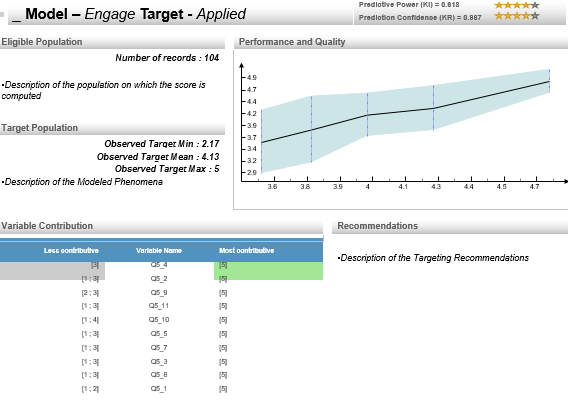 _ Model – Engage Target - Applied
Predictive Power (KI) = 0.618
Prediction Confidence (KR) = 0.967
Eligible Population
Number of records : 104
•Description of the population on which the score is
computed
Target Population
Observed Target Min : 2.17
Observed Target Mean : 4.13
Observed Target Max : 5
•Description of the Modeled Phenomena
Performance and Quality
4.9
4.7
4.4
4.2
3.9
3.7
3.4
3.2
2.9
3.6 3.8 3.9 4 4.1 4.4 4.5 4.7
Variable Contribution
Less contributive Variable Name Most contributive
[3] Q5_4 [5]
[1 ; 3] Q5_2 [5]
[2 ; 3] Q5_9 [5]
[1 ; 3] Q5_11 [5]
[1 ; 4] Q5_10 [5]
[1 ; 3] Q5_5 [5]
[1 ; 3] Q5_7 [5]
[1 ; 3] Q5_3 [5]
[1 ; 3] Q5_8 [5]
[1 ; 2] Q5_1 [5]
Recommendations
•Description of the Targeting Recommendations